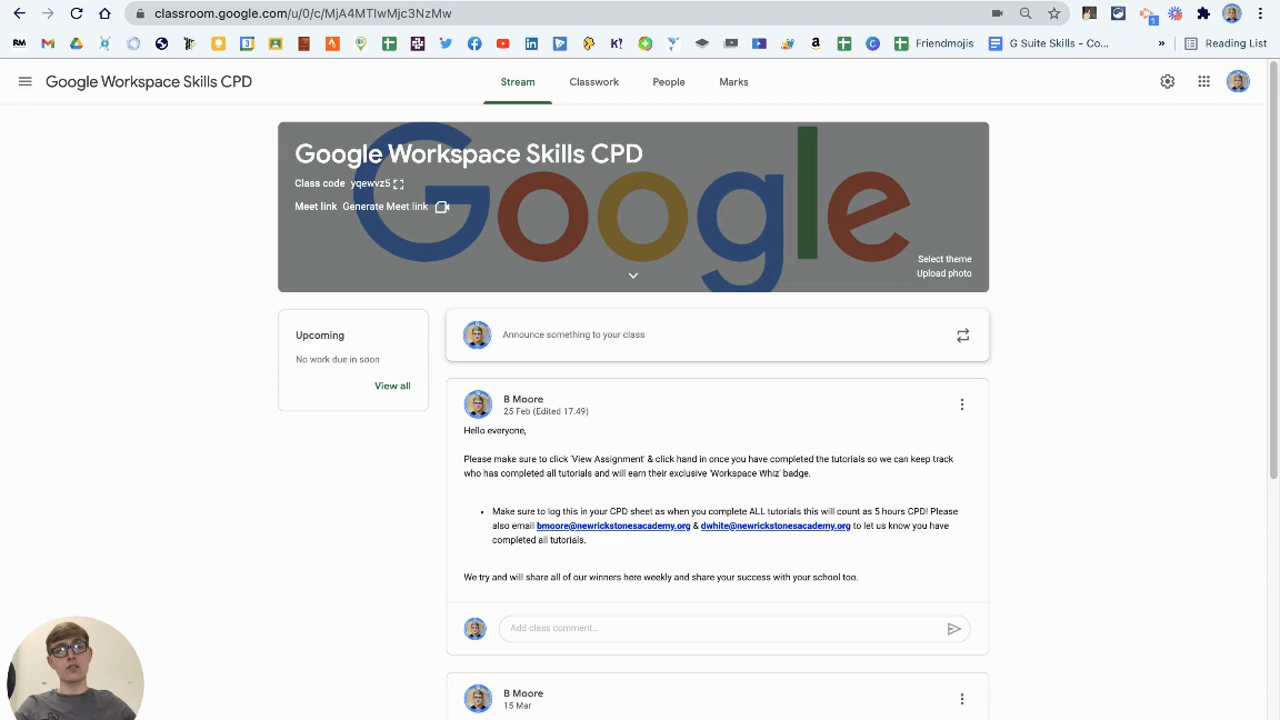 classroom.google.com/u/0/c/MjA4MTIwMjc3NzMw
1
RM
31
K!
a
C
Friendmojis
G Suite Skills - Co...
»
Reading List
Google Workspace Skills CPD
Stream
Classwork
People
Marks
Google
Google Workspace Skills CPD
Class code yqewvz5
Meet link Generate Meet link
Select theme
Upload photo
Upcoming
No work due in soon
View all
Announce something to your class
B Moore
25 Feb (Edited 17:49)
Hello everyone,
Please make sure to click 'View Assignment' & click hand in once you have completed the tutorials so we can keep track
who has completed all tutorials and will earn their exclusive 'Workspace Whiz' badge.
• Make sure to log this in your CPD sheet as when you complete ALL tutorials this will count as 5 hours CPD! Please
also email bmoore@newrickstonesacademy.org & dwhite@newrickstonesacademy.org to let us know you have
completed all tutorials.
We try and will share all of our winners here weekly and share your success with your school too.
Add class comment...
B Moore
15 Mar